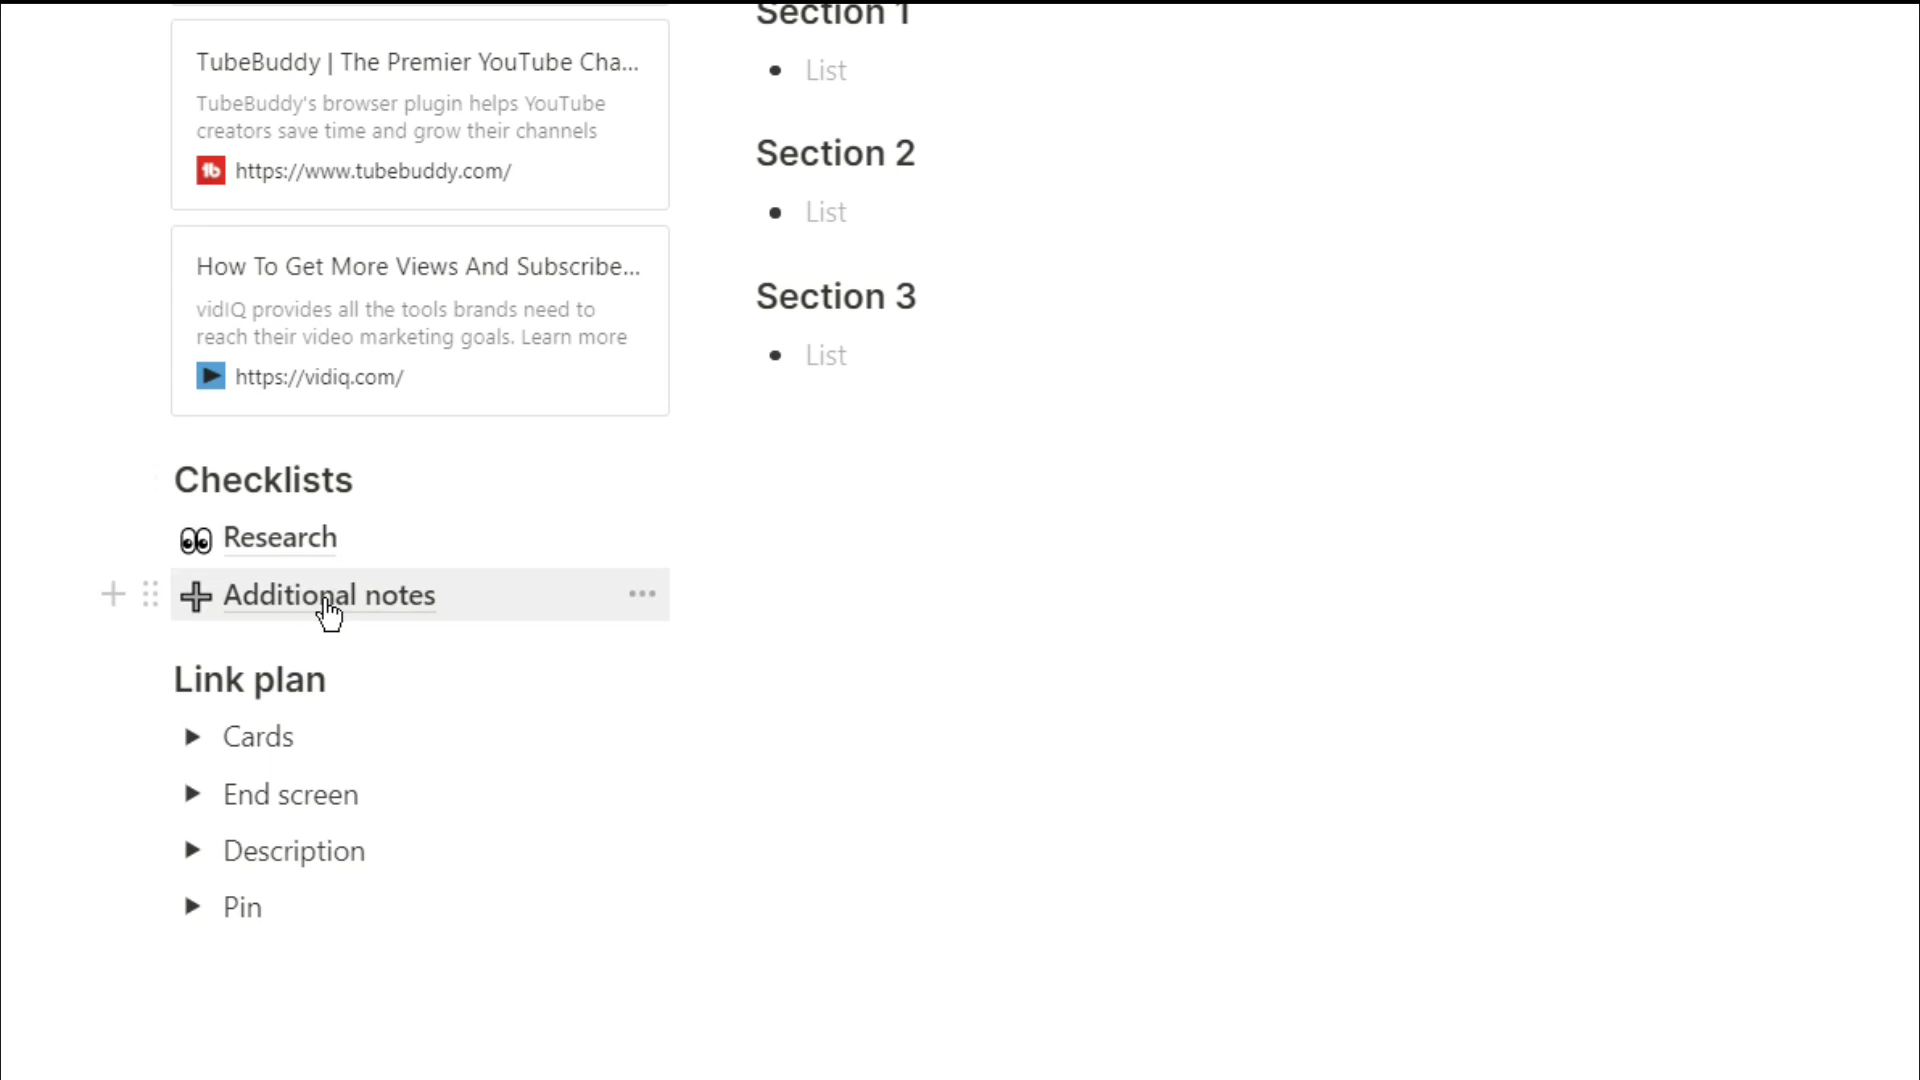 TubeBuddy | The Premier YouTube Cha...
TubeBuddy's browser plugin helps YouTube
creators save time and grow their channels
https://www.tubebuddy.com/
How To Get More Views And Subscribe...
vidIQ provides all the tools brands need to
reach their video marketing goals. Learn more
https://vidiq.com/
Checklists
Research
Additional notes
Link plan
Cards
End screen
Description
Pin
Section 1
List
Section 2
List
Section 3
List